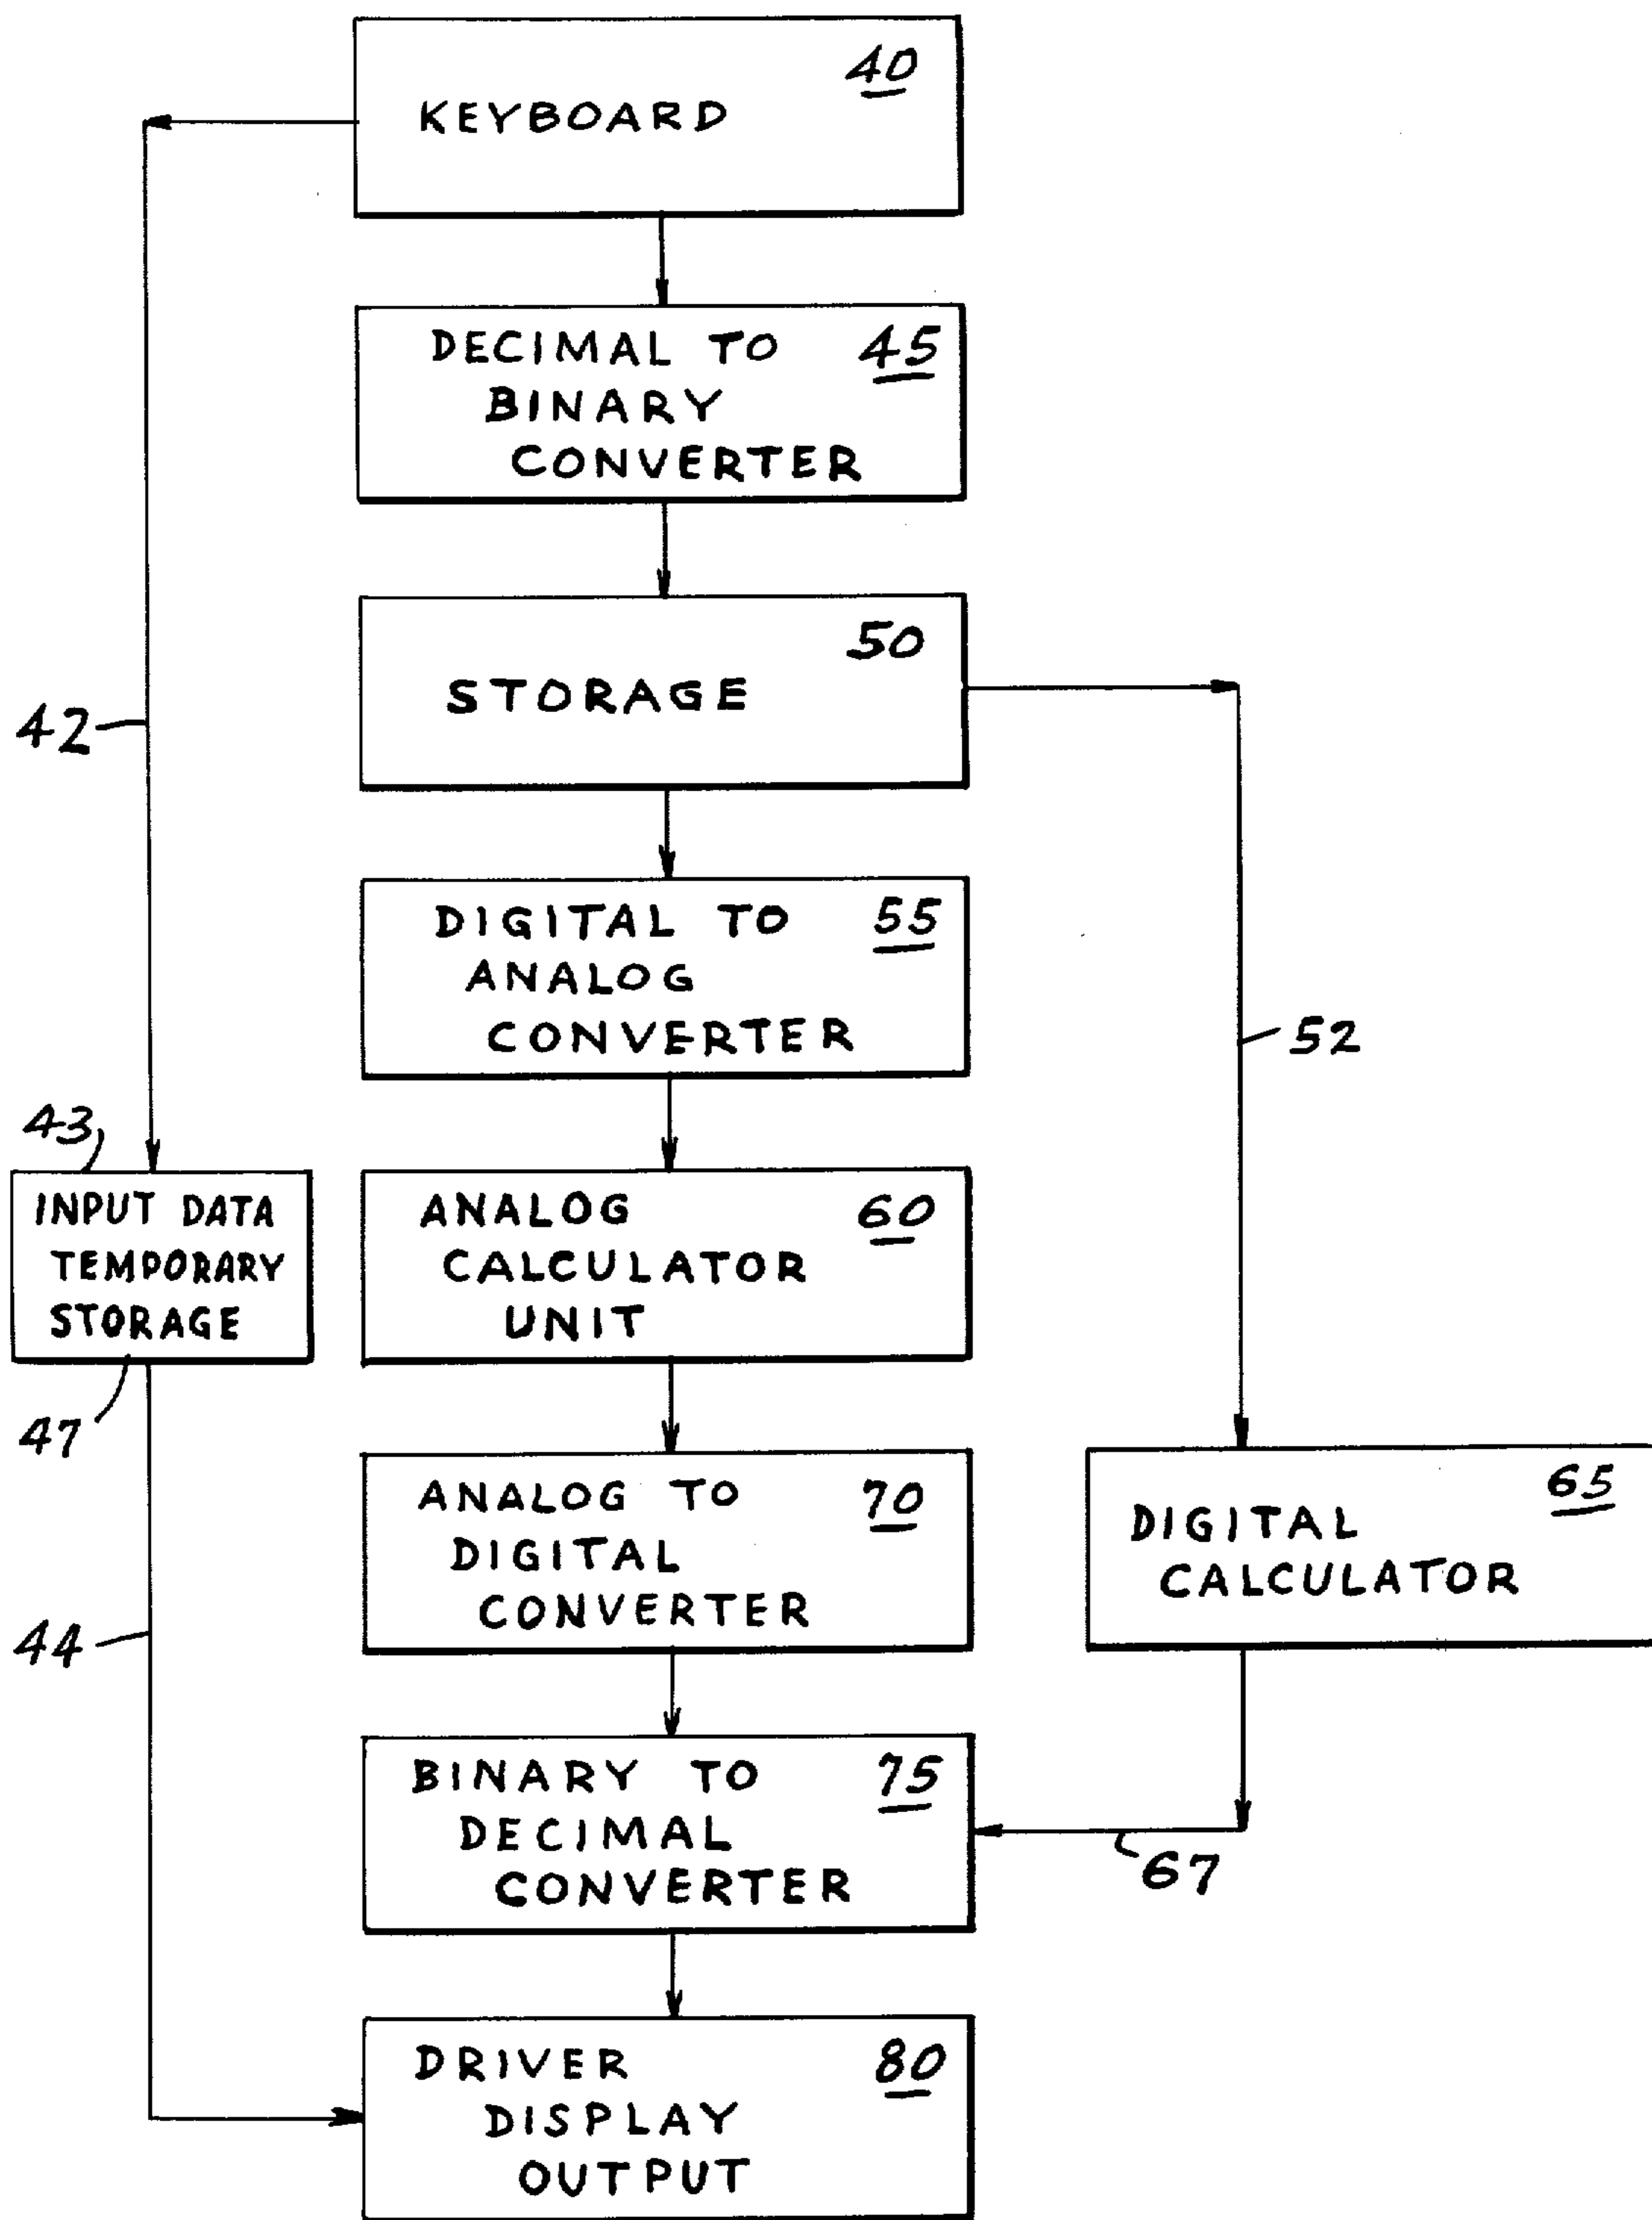 40
KEYBOARD
DECIMAL TO 45
BINARY
CONVERTER
50
STORAGE
42
DIGITAL TO 55
ANALOG
CONVERTER
52
43
INPUT DATA
TEMPORARY
STORAGE
47
ANALOG 60
CALCULATOR
UNIT
ANALOG TO 70
DIGITAL
CONVERTER
65
DIGITAL
CALCULATOR
44
BINARY TO 75
DECIMAL
CONVERTER
67
DRIVER 80
DISPLAY
OUTPUT